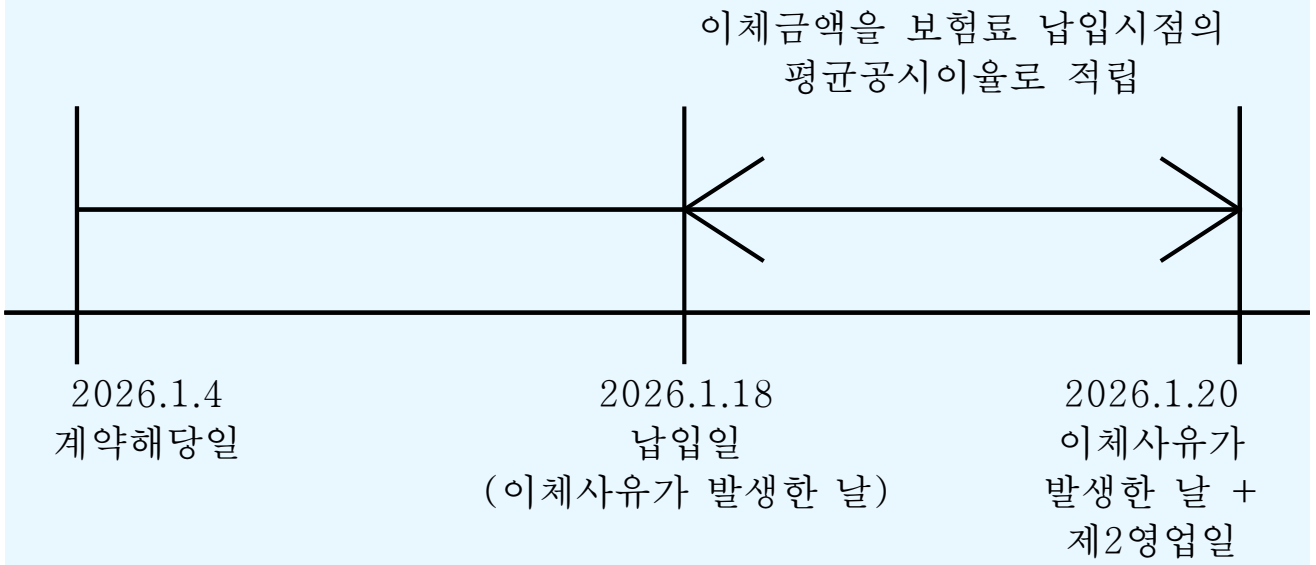 이체금액을 보험료 납입시점의
평균공시이율로 적립
2026.1.4
계약해당일
2026.1.18
납입일
(이체사유가 발생한 날)
2026.1.20
이체사유가
발생한 날 +
제2영업일